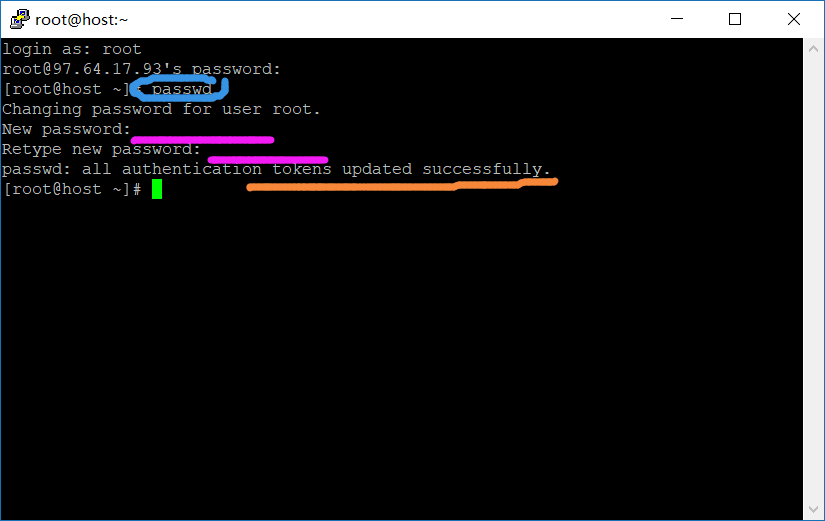 root@host:~
login as: root
root@97.64.17.93's password:
[root@host ~]# passwd
Changing password for user root.
New password:
Retype new password:
passwd: all authentication tokens updated successfully.
[root@host ~]#